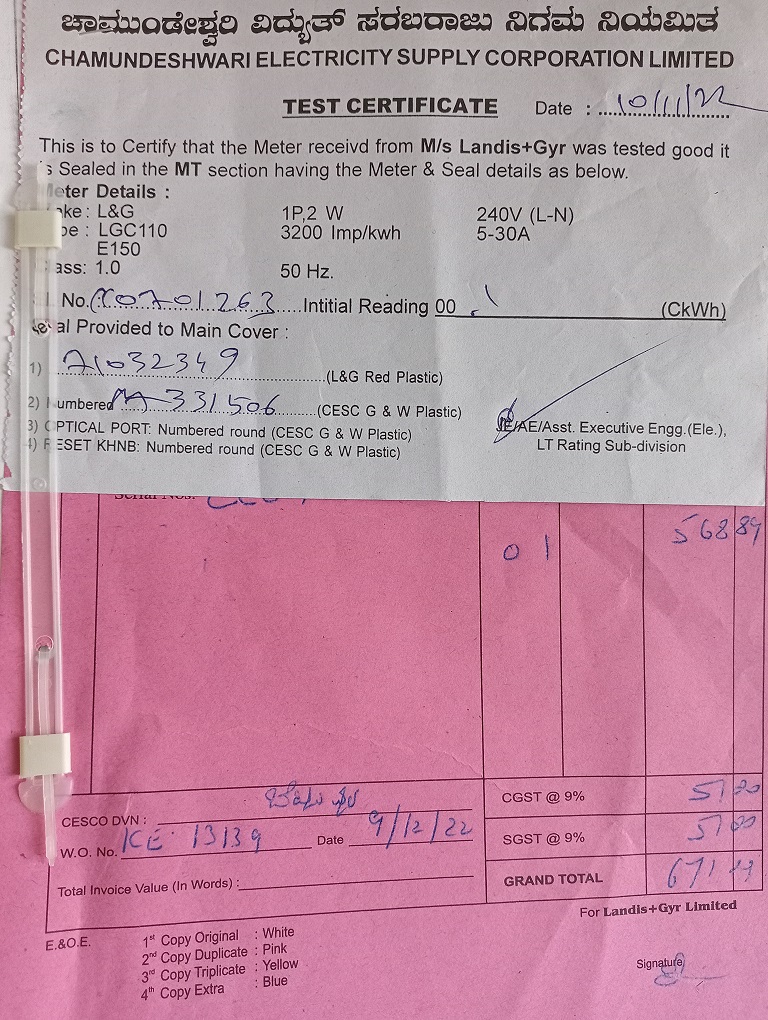 ಚಾಮುಂಡೇಶ್ವರಿ ವಿದ್ಯುತ್ ಸರಬರಾಜು ನಿಗಮ ನಿಯಮಿತ
CHAMUNDESHWARI ELECTRICITY SUPPLY CORPORATION LIMITED
TEST CERTIFICATE Date : 10/11/22
This is to Certify that the Meter receivd from M/s Landis+Gyr was tested good it
s Sealed in the MT section having the Meter & Seal details as below.
eter Details :
ke : L&G 1P,2 W 240V (L-N)
pe : LGC110 3200 Imp/kwh 5-30A
E150
ass: 1.0 50 Hz.
No. Intitial Reading 00 (CkWh)
al Provided to Main Cover :
1) 71032349 (L&G Red Plastic)
2) umbered 331506 (CESC G & W Plastic)
3) OPTICAL PORT: Numbered round (CESC G & W Plastic) JE/AE/Asst. Executive Engg.(Ele.),
4) RESET KHNB: Numbered round (CESC G & W Plastic) LT Rating Sub-division
01 56889
CGST @ 9%
CESCO DVN :
W.O. No. KE 13139 Date 9/12/22 SGST @ 9%
Total Invoice Value (In Words) : GRAND TOTAL
For Landis+Gyr Limited
E.&O.E. 1st Copy Original : White
2nd Copy Duplicate : Pink
3rd Copy Triplicate : Yellow
4th Copy Extra : Blue
Signature